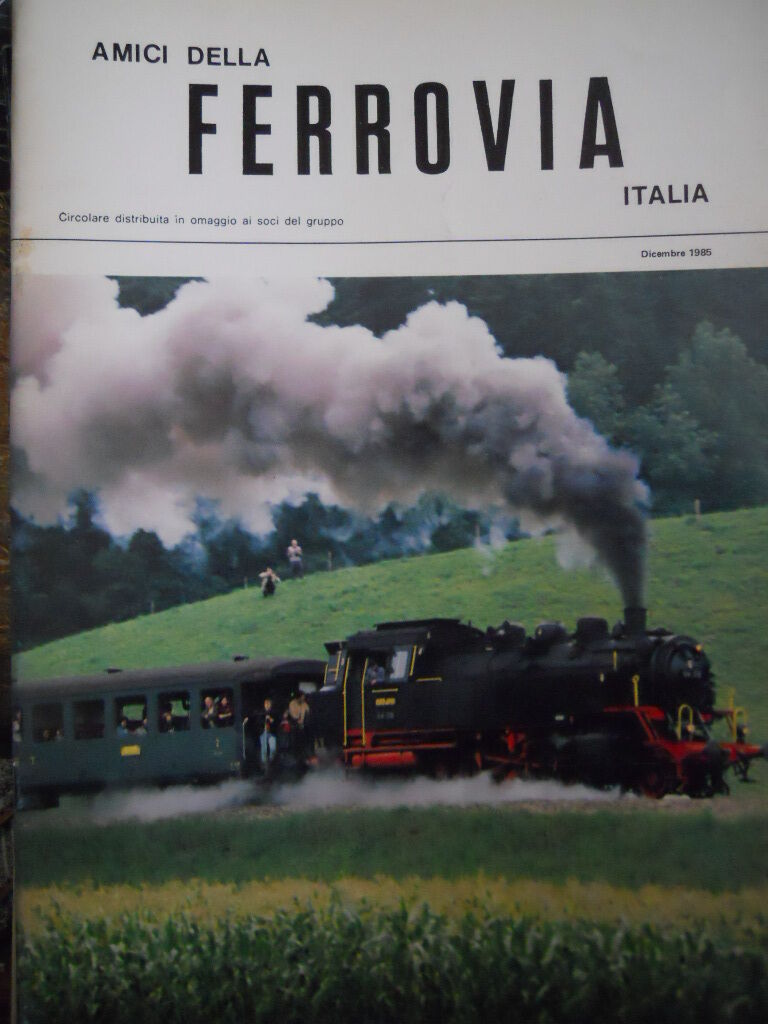 AMICI DELLA
FERROVIA
ITALIA
Circolare distribuita in omaggio ai soci del gruppo
Dicembre 1985